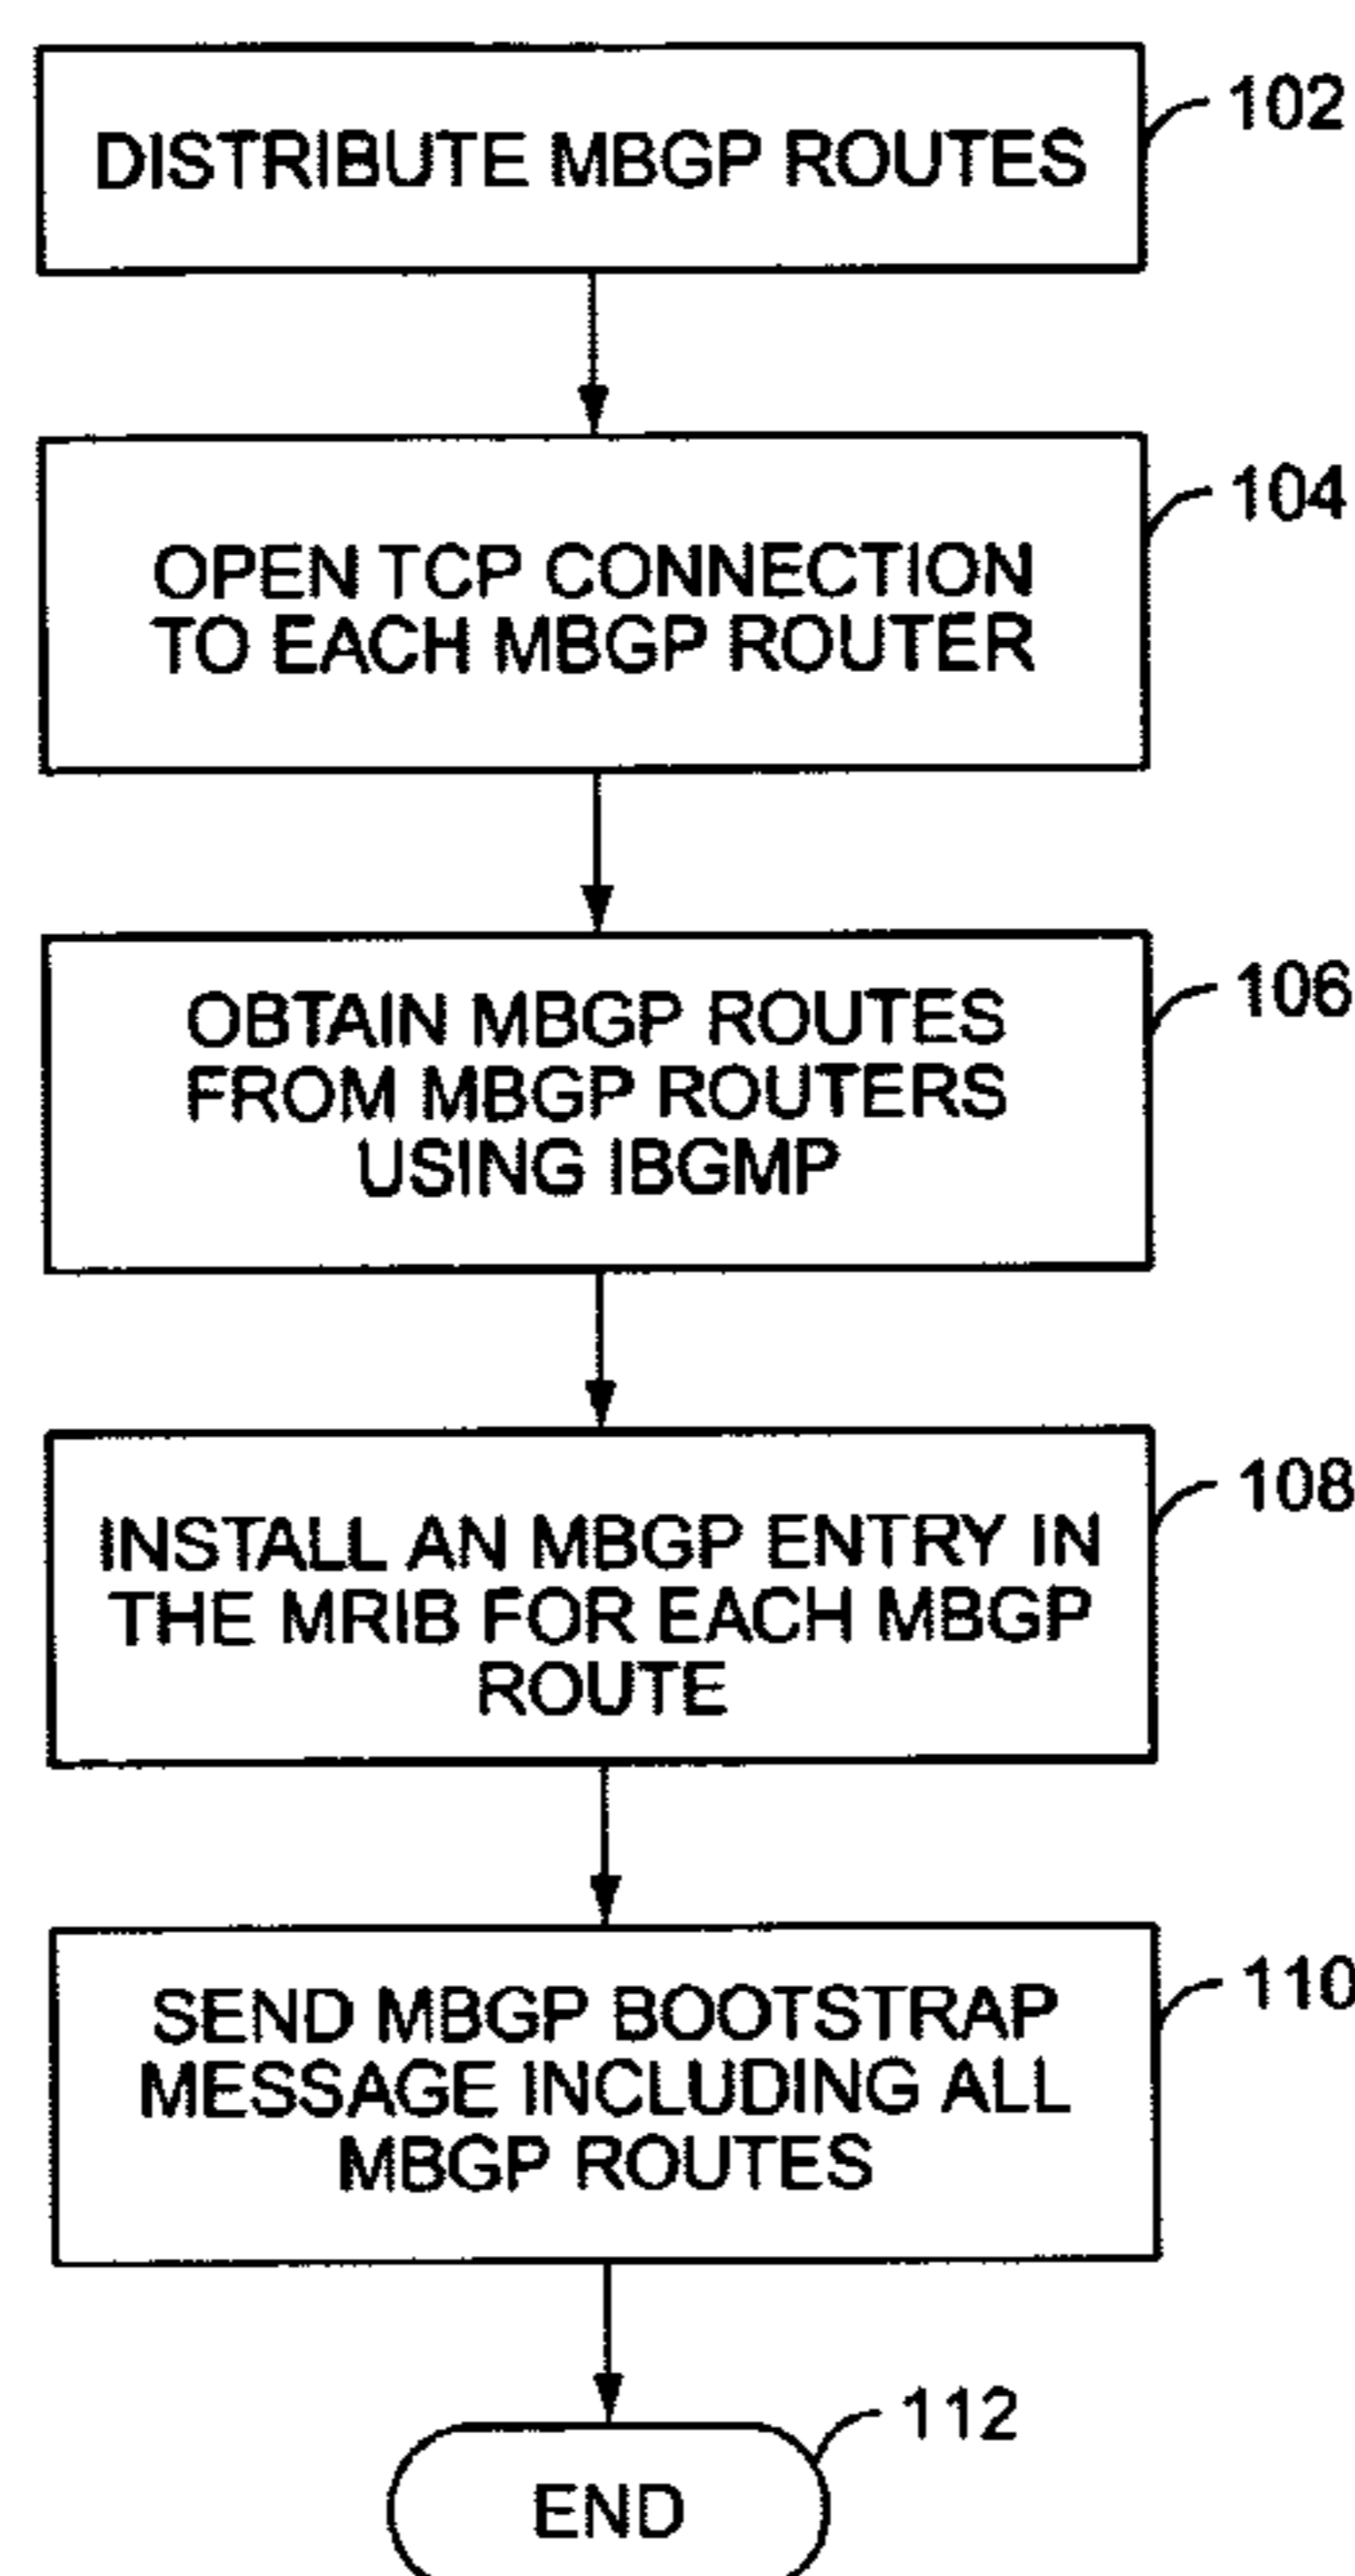 DISTRIBUTE MBGP ROUTES
102
OPEN TCP CONNECTION
TO EACH MBGP ROUTER
104
OBTAIN MBGP ROUTES
FROM MBGP ROUTERS
USING IBGMP
106
INSTALL AN MBGP ENTRY IN
THE MRIB FOR EACH MBGP
ROUTE
108
SEND MBGP BOOTSTRAP
MESSAGE INCLUDING ALL
MBGP ROUTES
110
END
112